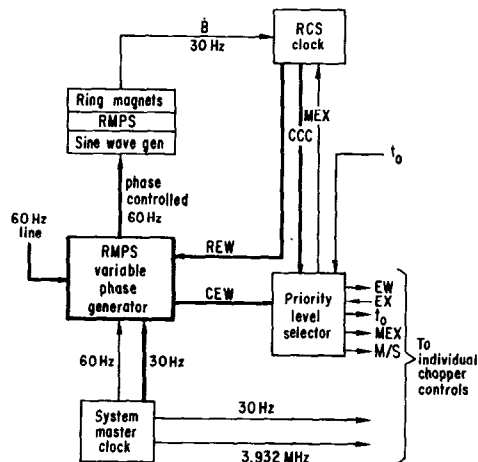 Ḃ
30 Hz
RCS
clock
Ring magnets
RMPS
Sine wave gen
MEX
CCC
t₀
phase
controlled
60 Hz
60 Hz
line
RMPS
variable
phase
generator
REW
CEW
Priority
level
selector
EW
EX
t₀
MEX
M/S
To
individual
chopper
controls
60 Hz
30 Hz
System
master
clock
30 Hz
3.932 MHz